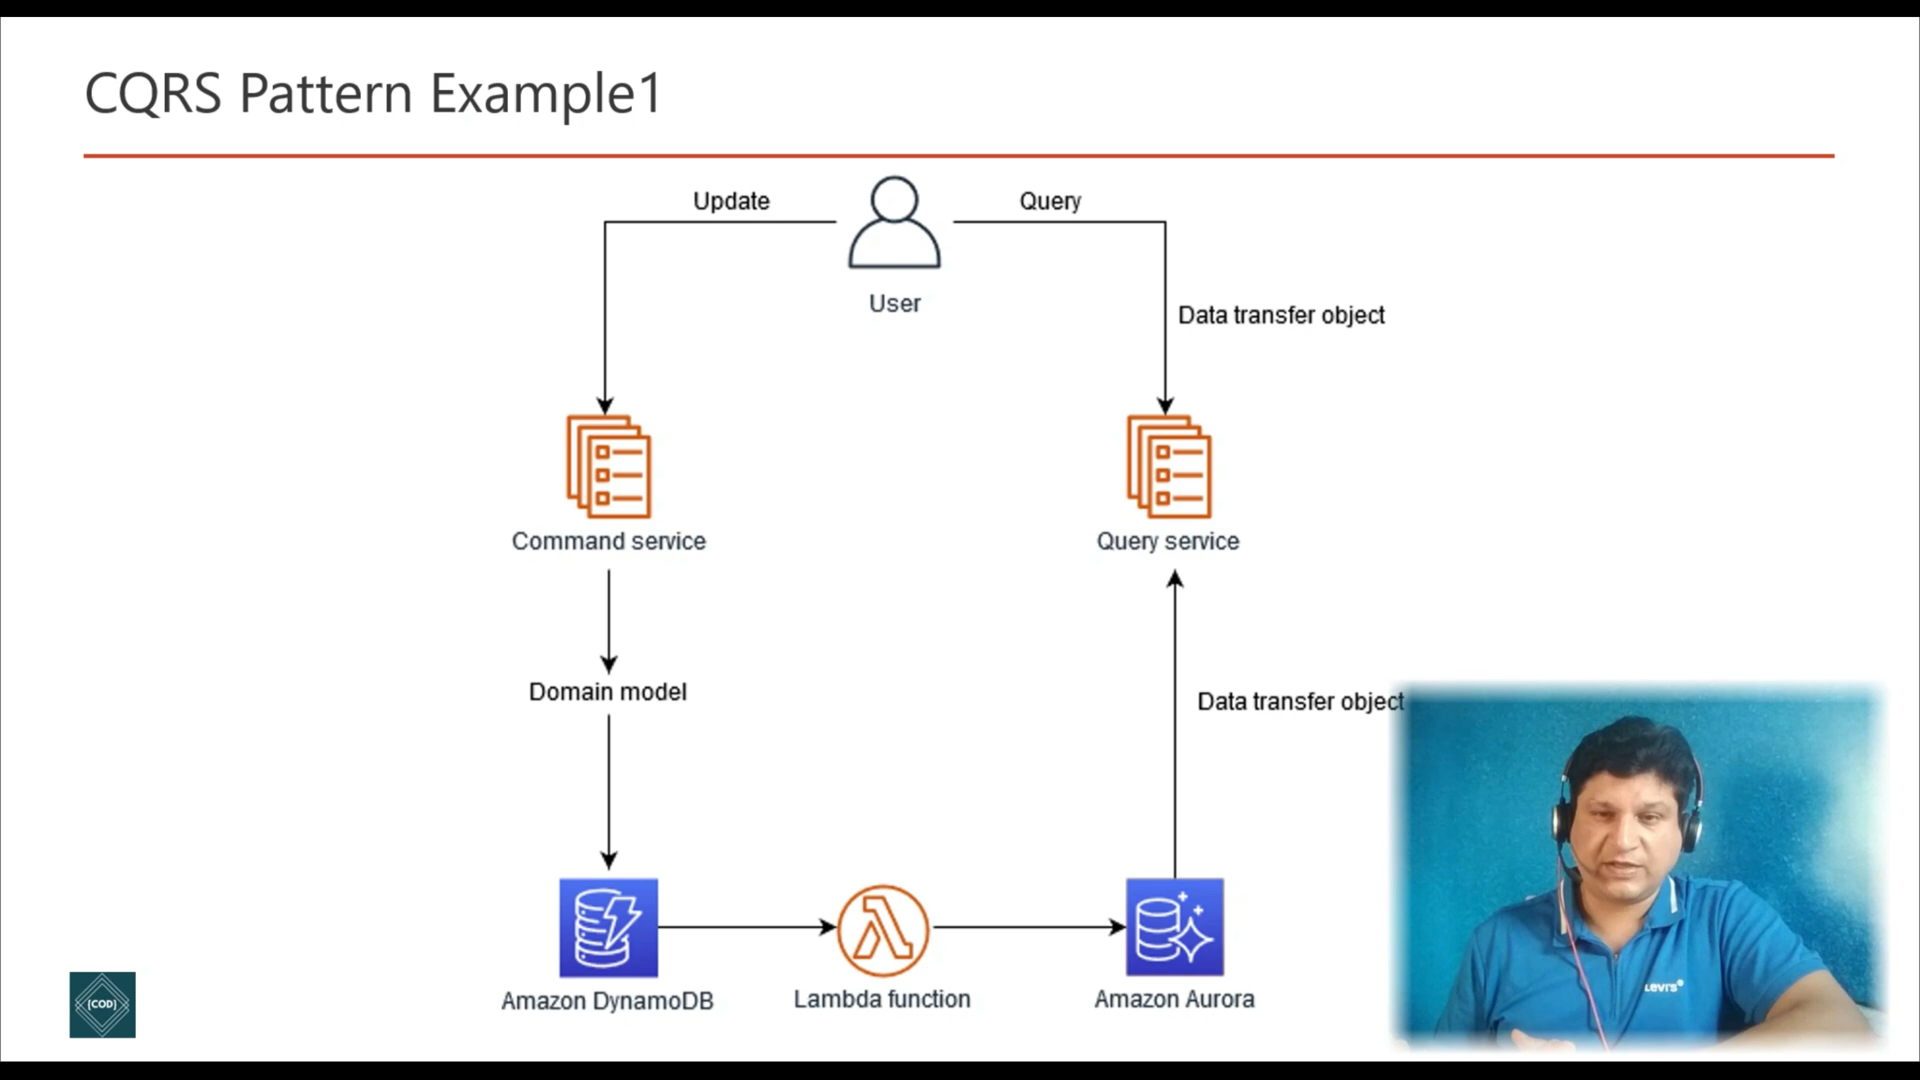 CQRS Pattern Example1
Update
Query
User
Data transfer object
Command service
Query service
Domain model
Data transfer object
Amazon DynamoDB
Lambda function
Amazon Aurora
[COD]
Levi's®